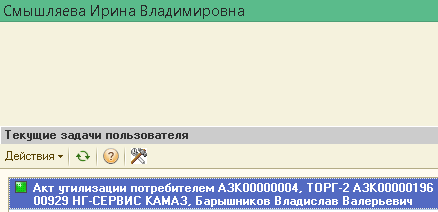 Смышляева Ирина Владимировна
Текущие задачи пользователя
Действия
Акт утилизации потребителем АЗК00000004, ТОРГ-2 АЗК00000196
00929 НГ-СЕРВИС КАМАЗ, Барышников Владислав Валерьевич